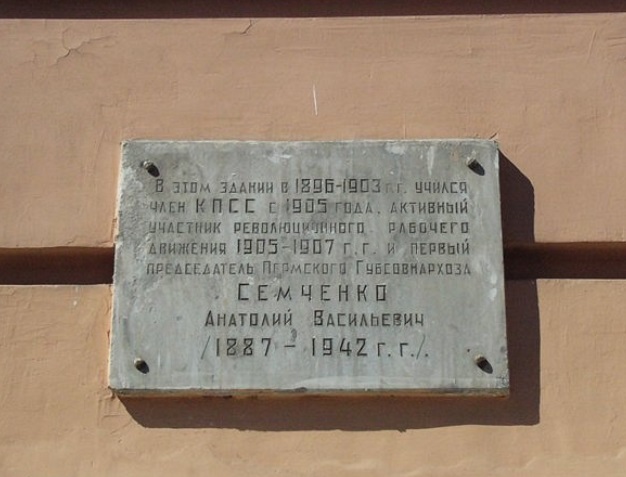 В этом здании в 1896-1903 г.г. учился
член КПСС с 1905 года, активный
участник революционного рабочего
движения 1905-1907 г.г. и первый
председатель Пермского Губсовнархоза
Семченко
Анатолий Васильевич
/1887 - 1942 г.г./.